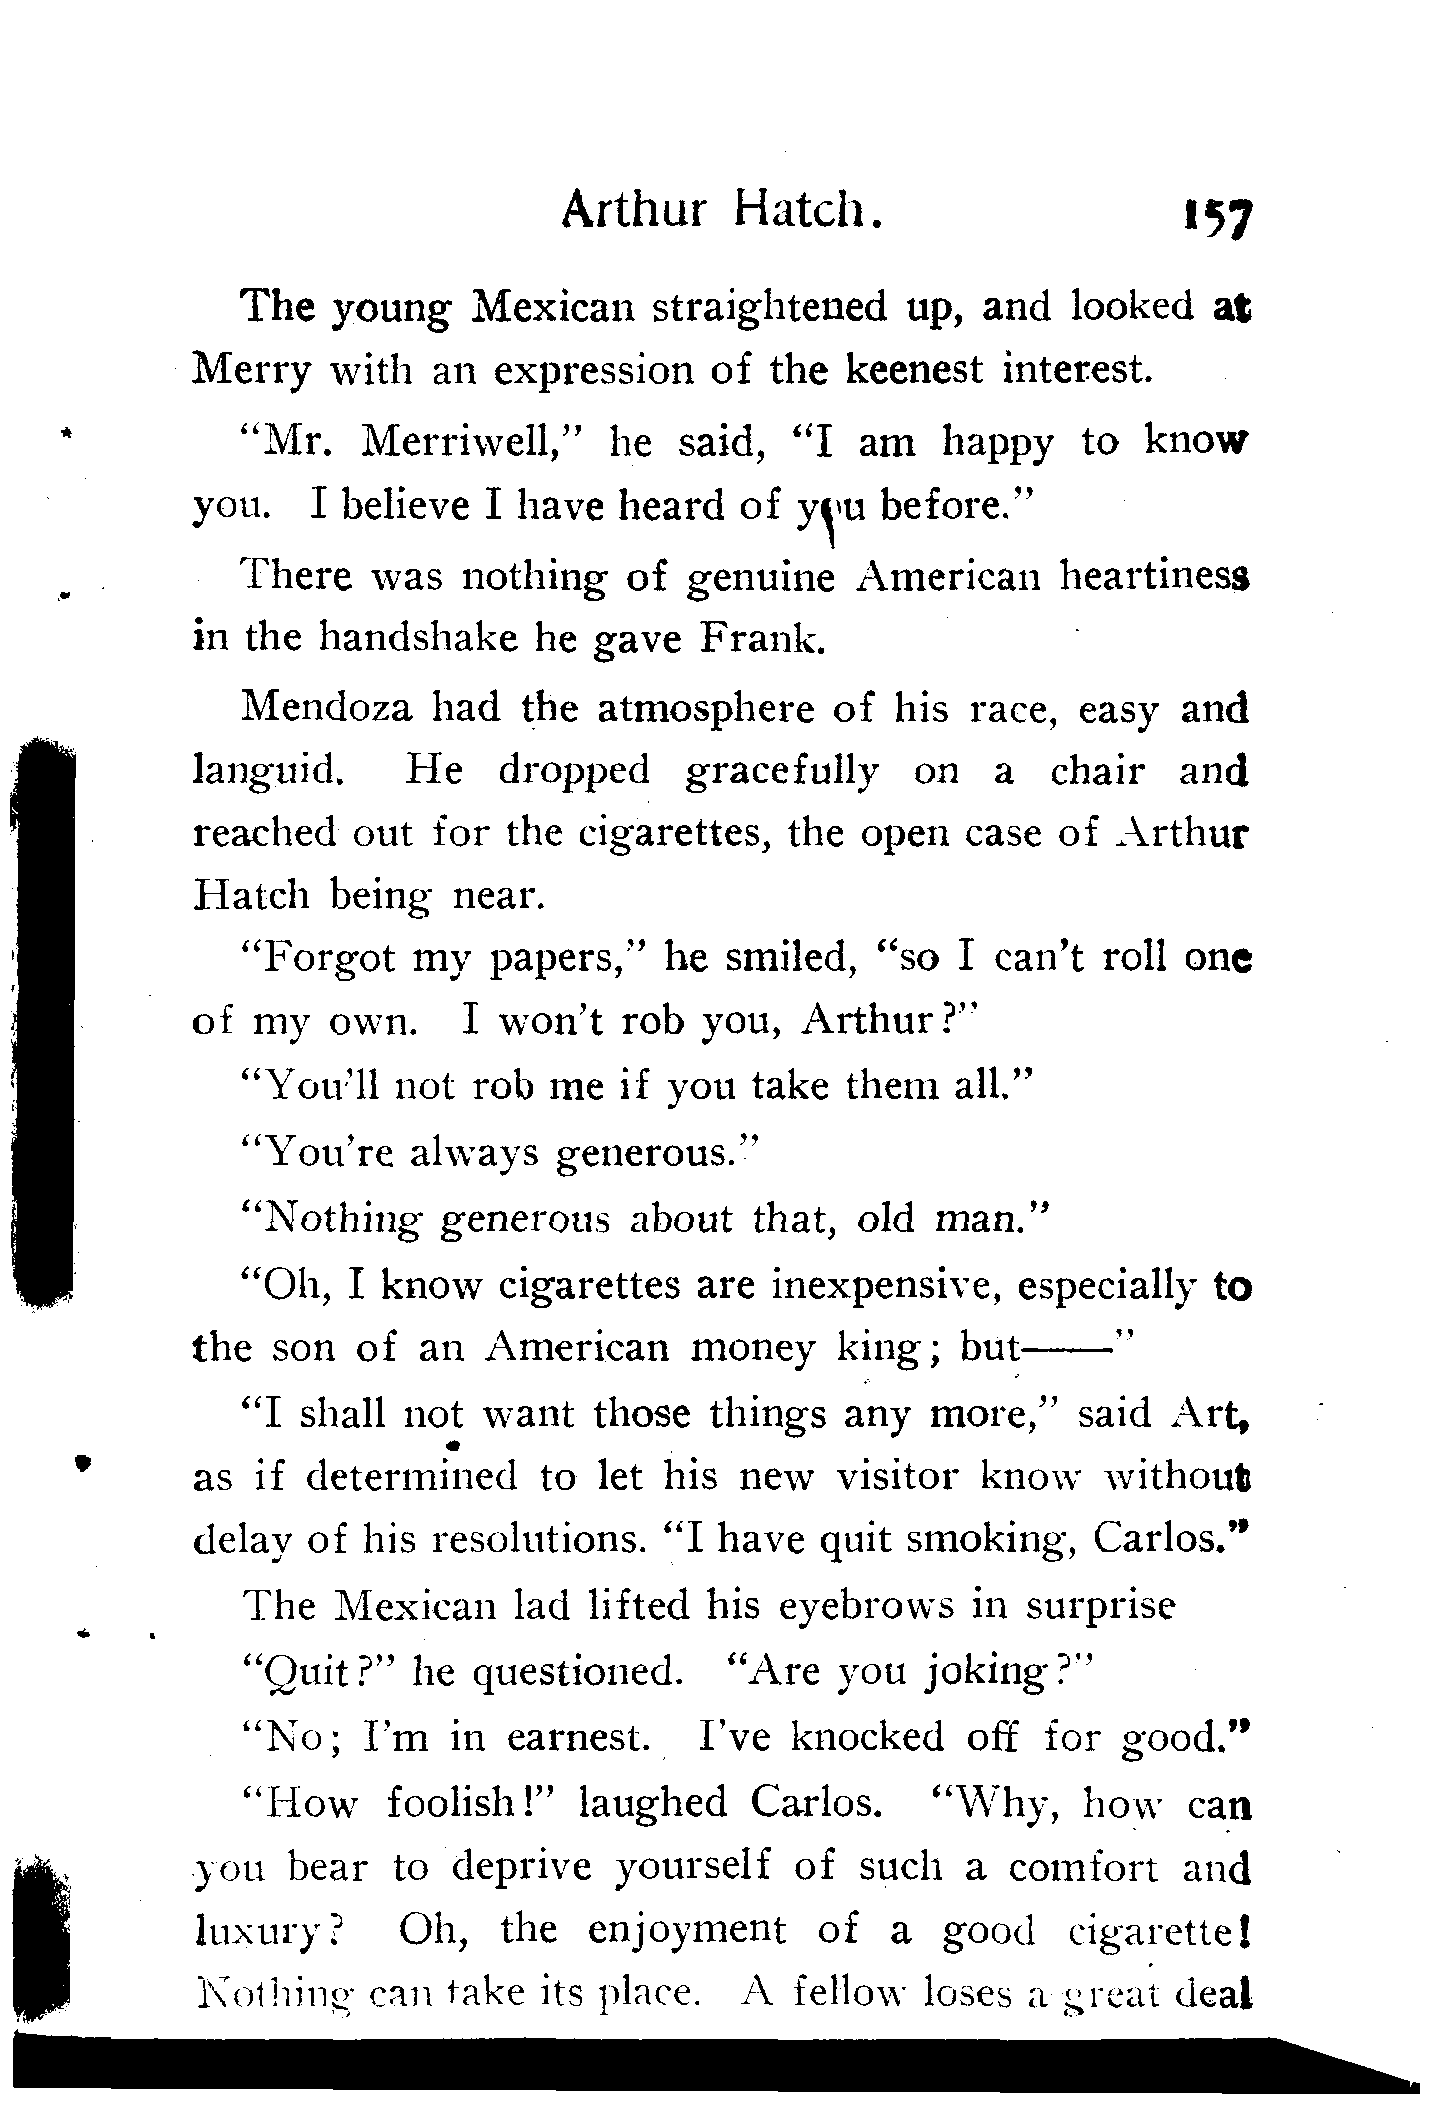 Arthur Hatch. 157
The young Mexican straightened up, and looked at
Merry with an expression of the keenest interest.
"Mr. Merriwell," he said, "I am happy to know
you. I believe I have heard of you before."
There was nothing of genuine American heartiness
in the handshake he gave Frank.
Mendoza had the atmosphere of his race, easy and
languid. He dropped gracefully on a chair and
reached out for the cigarettes, the open case of Arthur
Hatch being near.
"Forgot my papers," he smiled, "so I can't roll one
of my own. I won't rob you, Arthur?"
"You'll not rob me if you take them all."
"You're always generous."
"Nothing generous about that, old man."
"Oh, I know cigarettes are inexpensive, especially to
the son of an American money king; but——"
"I shall not want those things any more," said Art,
as if determined to let his new visitor know without
delay of his resolutions. "I have quit smoking, Carlos."
The Mexican lad lifted his eyebrows in surprise
"Quit?" he questioned. "Are you joking?"
"No; I'm in earnest. I've knocked off for good."
"How foolish!" laughed Carlos. "Why, how can
you bear to deprive yourself of such a comfort and
luxury? Oh, the enjoyment of a good cigarette!
Nothing can take its place. A fellow loses a great deal